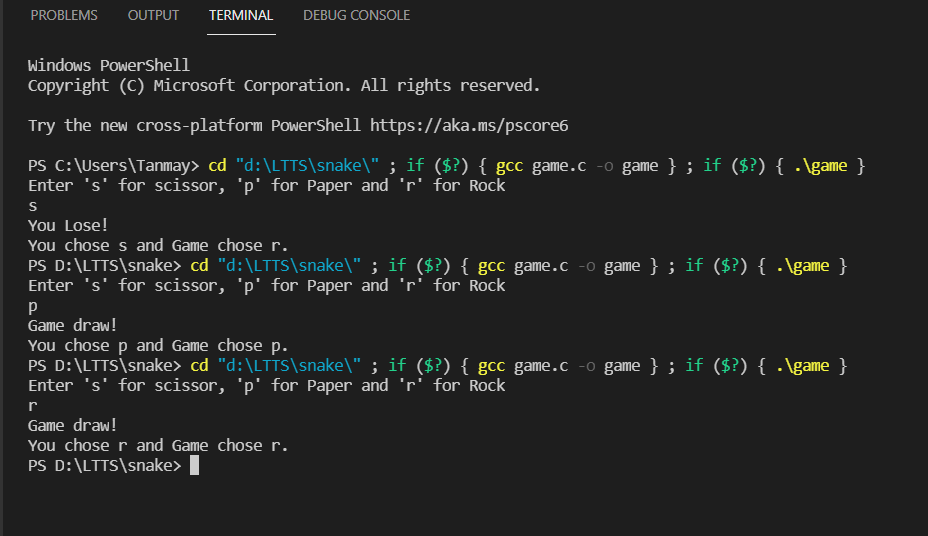 PROBLEMS OUTPUT TERMINAL DEBUG CONSOLE
Windows PowerShell
Copyright (C) Microsoft Corporation. All rights reserved.
Try the new cross-platform PowerShell https://aka.ms/pscore6
PS C:\Users\Tanmay> cd "d:\LTTS\snake\" ; if ($?) { gcc game.c -o game } ; if ($?) { .\game }
Enter 's' for scissor, 'p' for Paper and 'r' for Rock
s
You Lose!
You chose s and Game chose r.
PS D:\LTTS\snake> cd "d:\LTTS\snake\" ; if ($?) { gcc game.c -o game } ; if ($?) { .\game }
Enter 's' for scissor, 'p' for Paper and 'r' for Rock
p
Game draw!
You chose p and Game chose p.
PS D:\LTTS\snake> cd "d:\LTTS\snake\" ; if ($?) { gcc game.c -o game } ; if ($?) { .\game }
Enter 's' for scissor, 'p' for Paper and 'r' for Rock
r
Game draw!
You chose r and Game chose r.
PS D:\LTTS\snake>